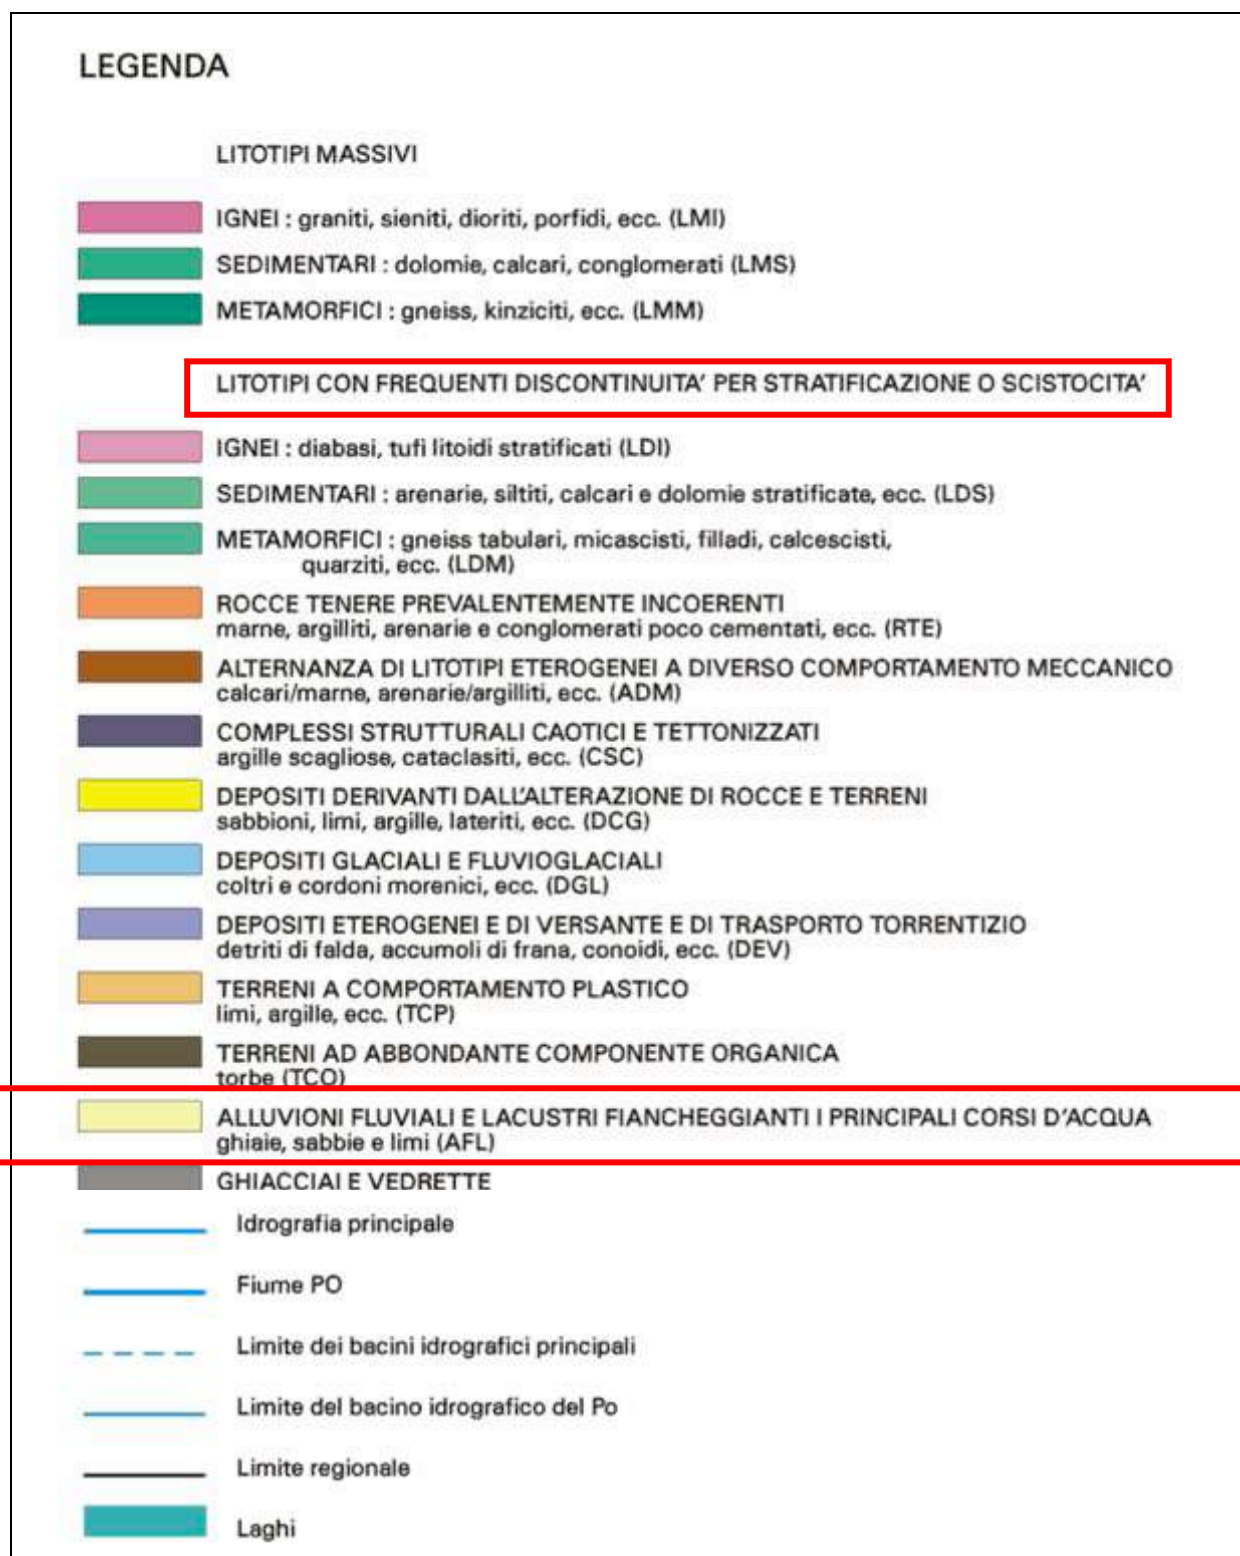 LEGENDA
LITOTIPI MASSIVI
IGNEI : graniti, sieniti, dioriti, porfidi, ecc. (LMI)
SEDIMENTARI : dolomie, calcari, conglomerati (LMS)
METAMORFICI : gneiss, kinziciti, ecc. (LMM)
LITOTIPI CON FREQUENTI DISCONTINUITA' PER STRATIFICAZIONE O SCISTOCITA'
IGNEI : diabasi, tufi litoidi stratificati (LDI)
SEDIMENTARI : arenarie, siltiti, calcari e dolomie stratificate, ecc. (LDS)
METAMORFICI : gneiss tabulari, micascisti, filladi, calcescisti,
quarziti, ecc. (LDM)
ROCCE TENERE PREVALENTEMENTE INCOERENTI
marne, argilliti, arenarie e conglomerati poco cementati, ecc. (RTE)
ALTERNANZA DI LITOTIPI ETEROGENEI A DIVERSO COMPORTAMENTO MECCANICO
calcari/marne, arenarie/argilliti, ecc. (ADM)
COMPLESSI STRUTTURALI CAOTICI E TETTONIZZATI
argille scagliose, cataclasiti, ecc. (CSC)
DEPOSITI DERIVANTI DALL'ALTERAZIONE DI ROCCE E TERRENI
sabbioni, limi, argille, lateriti, ecc. (DCG)
DEPOSITI GLACIALI E FLUVIOGLACIALI
coltri e cordoni morenici, ecc. (DGL)
DEPOSITI ETEROGENEI E DI VERSANTE E DI TRASPORTO TORRENTIZIO
detriti di falda, accumoli di frana, conoidi, ecc. (DEV)
TERRENI A COMPORTAMENTO PLASTICO
limi, argille, ecc. (TCP)
TERRENI AD ABBONDANTE COMPONENTE ORGANICA
torbe (TCO)
ALLUVIONI FLUVIALI E LACUSTRI FIANCHEGGIANTI I PRINCIPALI CORSI D'ACQUA
ghiaie, sabbie e limi (AFL)
GHIACCIAI E VEDRETTE
Idrografia principale
Fiume PO
Limite dei bacini idrografici principali
Limite del bacino idrografico del Po
Limite regionale
Laghi